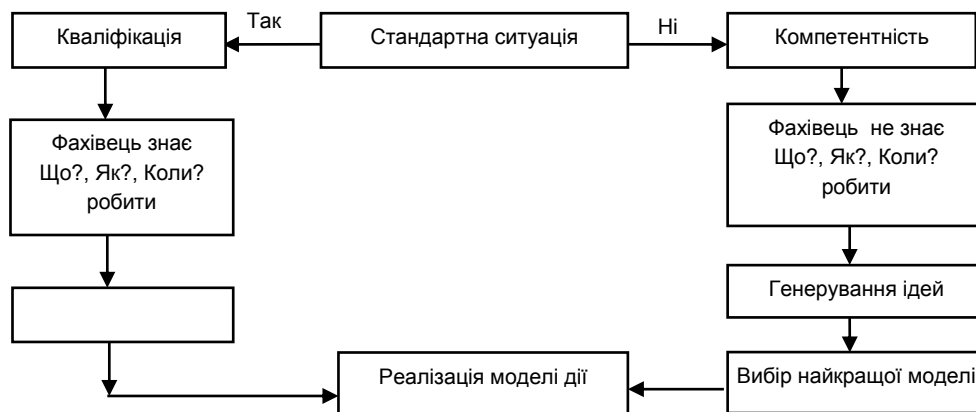 Так
Ні
Кваліфікація
Стандартна ситуація
Компетентність
Фахівець знає
Що?, Як?, Коли?
робити
Фахівець не знає
Що?, Як?, Коли?
робити
Генерування ідей
Реалізація моделі дії
Вибір найкращої моделі